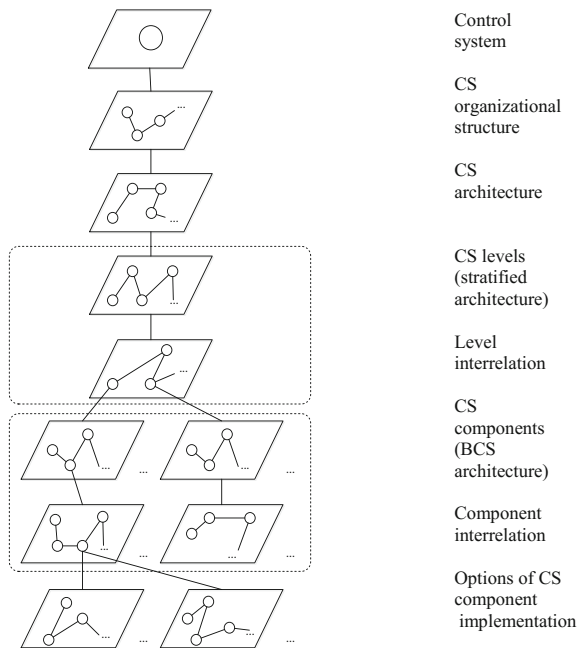 Control
system
CS
organizational
structure
...
CS
architecture
...
CS levels
(stratified
architecture)
...
Level
interrelation
...
CS
components
(BCS
architecture)
... ... ... ...
Component
interrelation
... ... ... ...
Options of CS
component
implementation
... ... ... ...